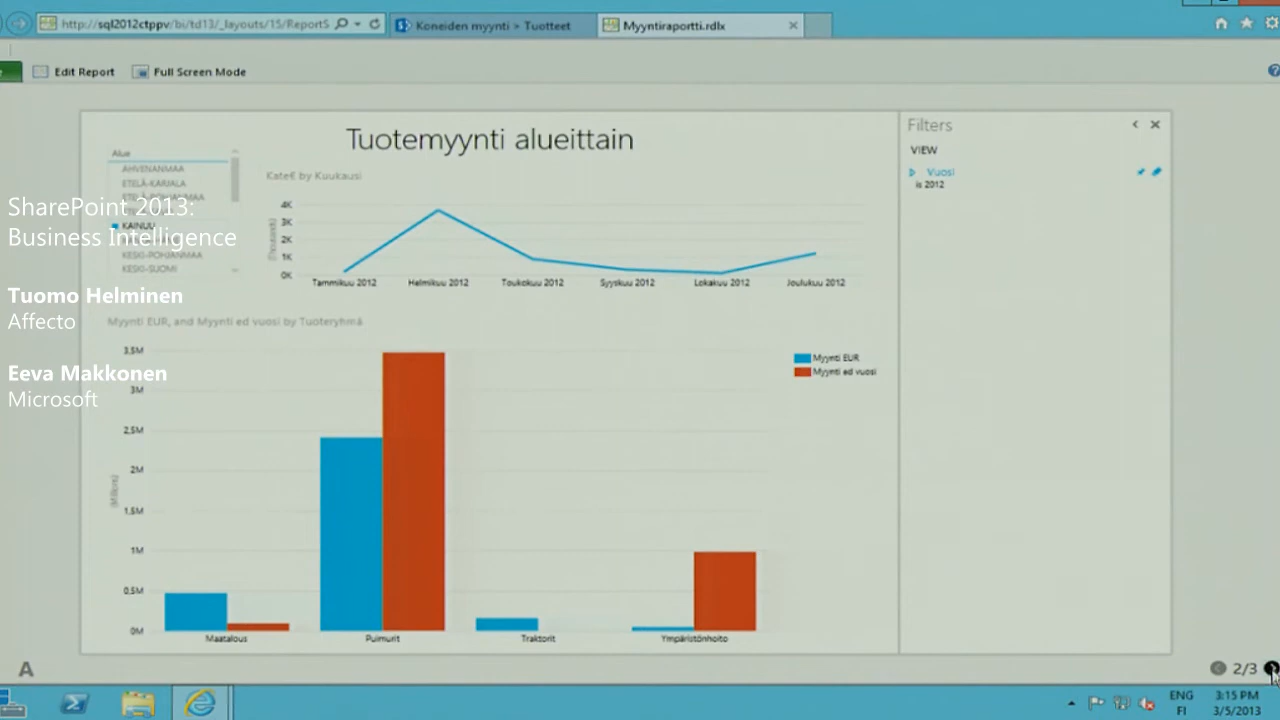 http://sql2012ctppv/bi/td13/_layouts/15/ReportS
Koneiden myynti > Tuotteet
Myyntiraportti.rdlx
Edit Report
Full Screen Mode
Tuotemyynti alueittain
Alue
AHVENANMAA
ETELÄ-KARJALA
ETELÄ-POHJANMAA
KAINUU
KESKI-POHJANMAA
KESKI-SUOMI
SharePoint 2013:
Business Intelligence
Tuomo Helminen
Affecto
Eeva Makkonen
Microsoft
Kate€ by Kuukausi
(Thousands)
4K
3K
2K
1K
0K
Tammikuu 2012
Helmikuu 2012
Toukokuu 2012
Syyskuu 2012
Lokakuu 2012
Joulukuu 2012
Myynti EUR, and Myynti ed vuosi by Tuoteryhmä
(Millions)
3,5M
3M
2,5M
2M
1,5M
1M
0,5M
0M
Maatalous
Puimurit
Traktorit
Ympäristönhoito
Myynti EUR
Myynti ed vuosi
Filters
VIEW
Vuosi
is 2012
A
2/3
ENG
FI
3:15 PM
3/5/2013